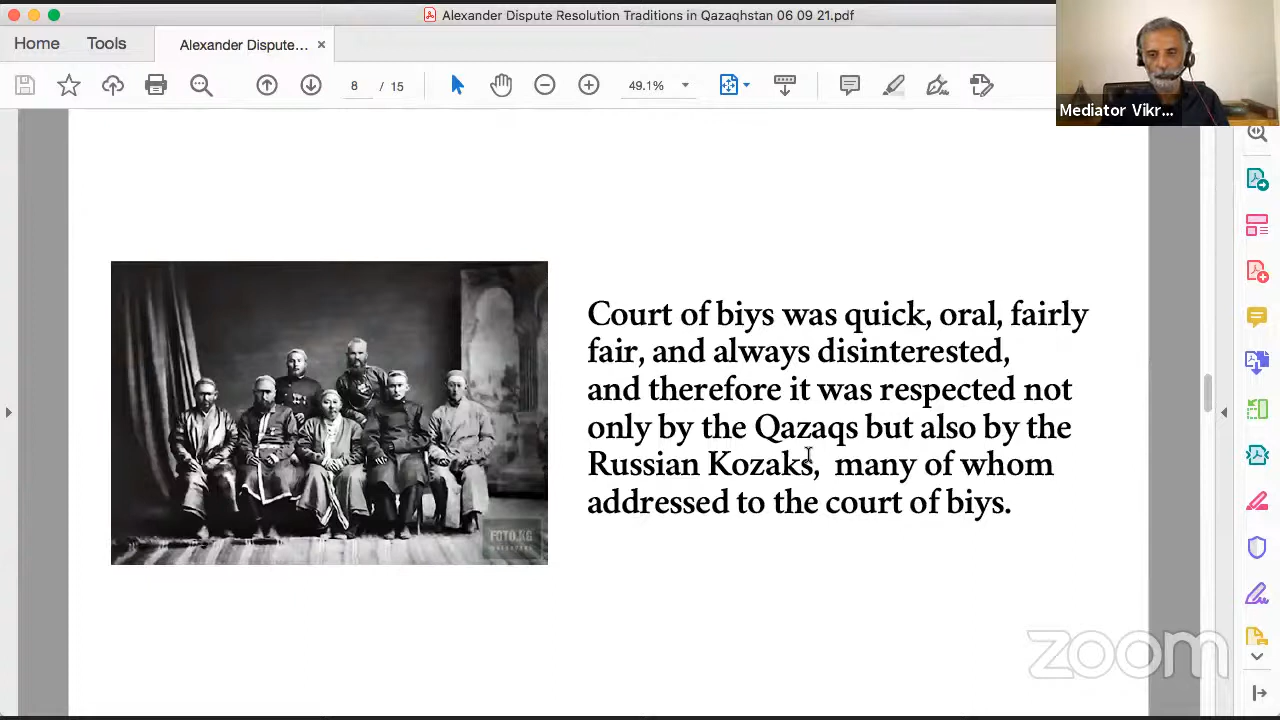 Alexander Dispute Resolution Traditions in Qazaqhstan 06 09 21.pdf
Home
Tools
Alexander Dispute...
8 / 15
49.1%
Mediator Vikr...
Court of biys was quick, oral, fairly
fair, and always disinterested,
and therefore it was respected not
only by the Qazaqs but also by the
Russian Kozaks, many of whom
addressed to the court of biys.
FOTO.KG
zoom